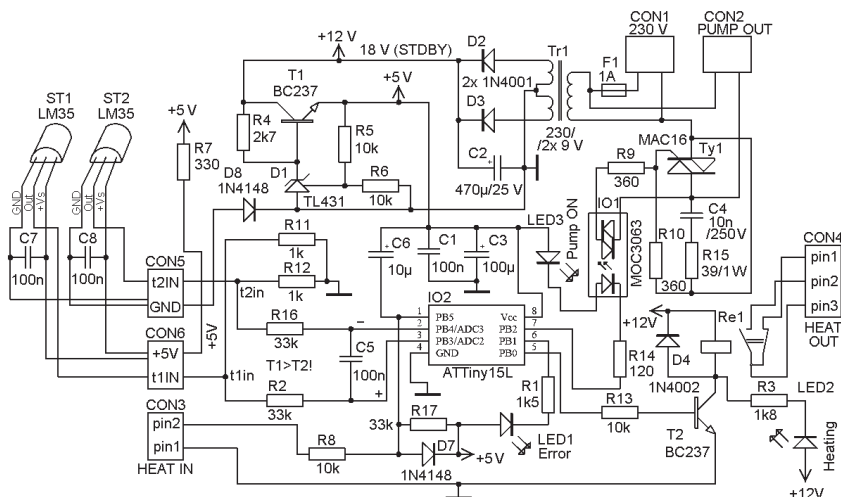 CON1
230 V
CON2
PUMP OUT
+12 V
18 V (STDBY)
D2
2x 1N4001
Tr1
F1
1A
ST1
LM35
ST2
LM35
T1
BC237
+5 V
D3
230/
/2x 9 V
MAC16
Ty1
+5 V
R7
330
R4
2k7
R5
10k
C2
+
470µ/25 V
R9
360
D8
1N4148
D1
TL431
R6
10k
IO1
MOC3063
C4
10n
/250V
GND
Out
+Vs
GND
Out
+Vs
C7
100n
C8
100n
R11
1k
R12
1k
C6
10µ
+
C1
100n
C3
100µ
+
LED3
Pump ON
R10
360
R15
39/1W
CON4
pin1
pin2
pin3
HEAT
OUT
CON5
t2IN
GND
t2in
IO2
1
2
3
4
PB5
PB4/ADC3
PB3/ADC2
GND
Vcc
PB2
PB1
PB0
8
7
6
5
ATTiny15L
+12V
Re1
CON6
+5V
t1IN
+5V
t1in
R16
33k
T1>T2!
C5
100n
−
+
R2
33k
R14
120
D4
1N4002
CON3
pin2
pin1
HEAT IN
R8
10k
R17
33k
D7
1N4148
+5V
R1
1k5
LED1
Error
R13
10k
T2
BC237
R3
1k8
LED2
Heating
+12V